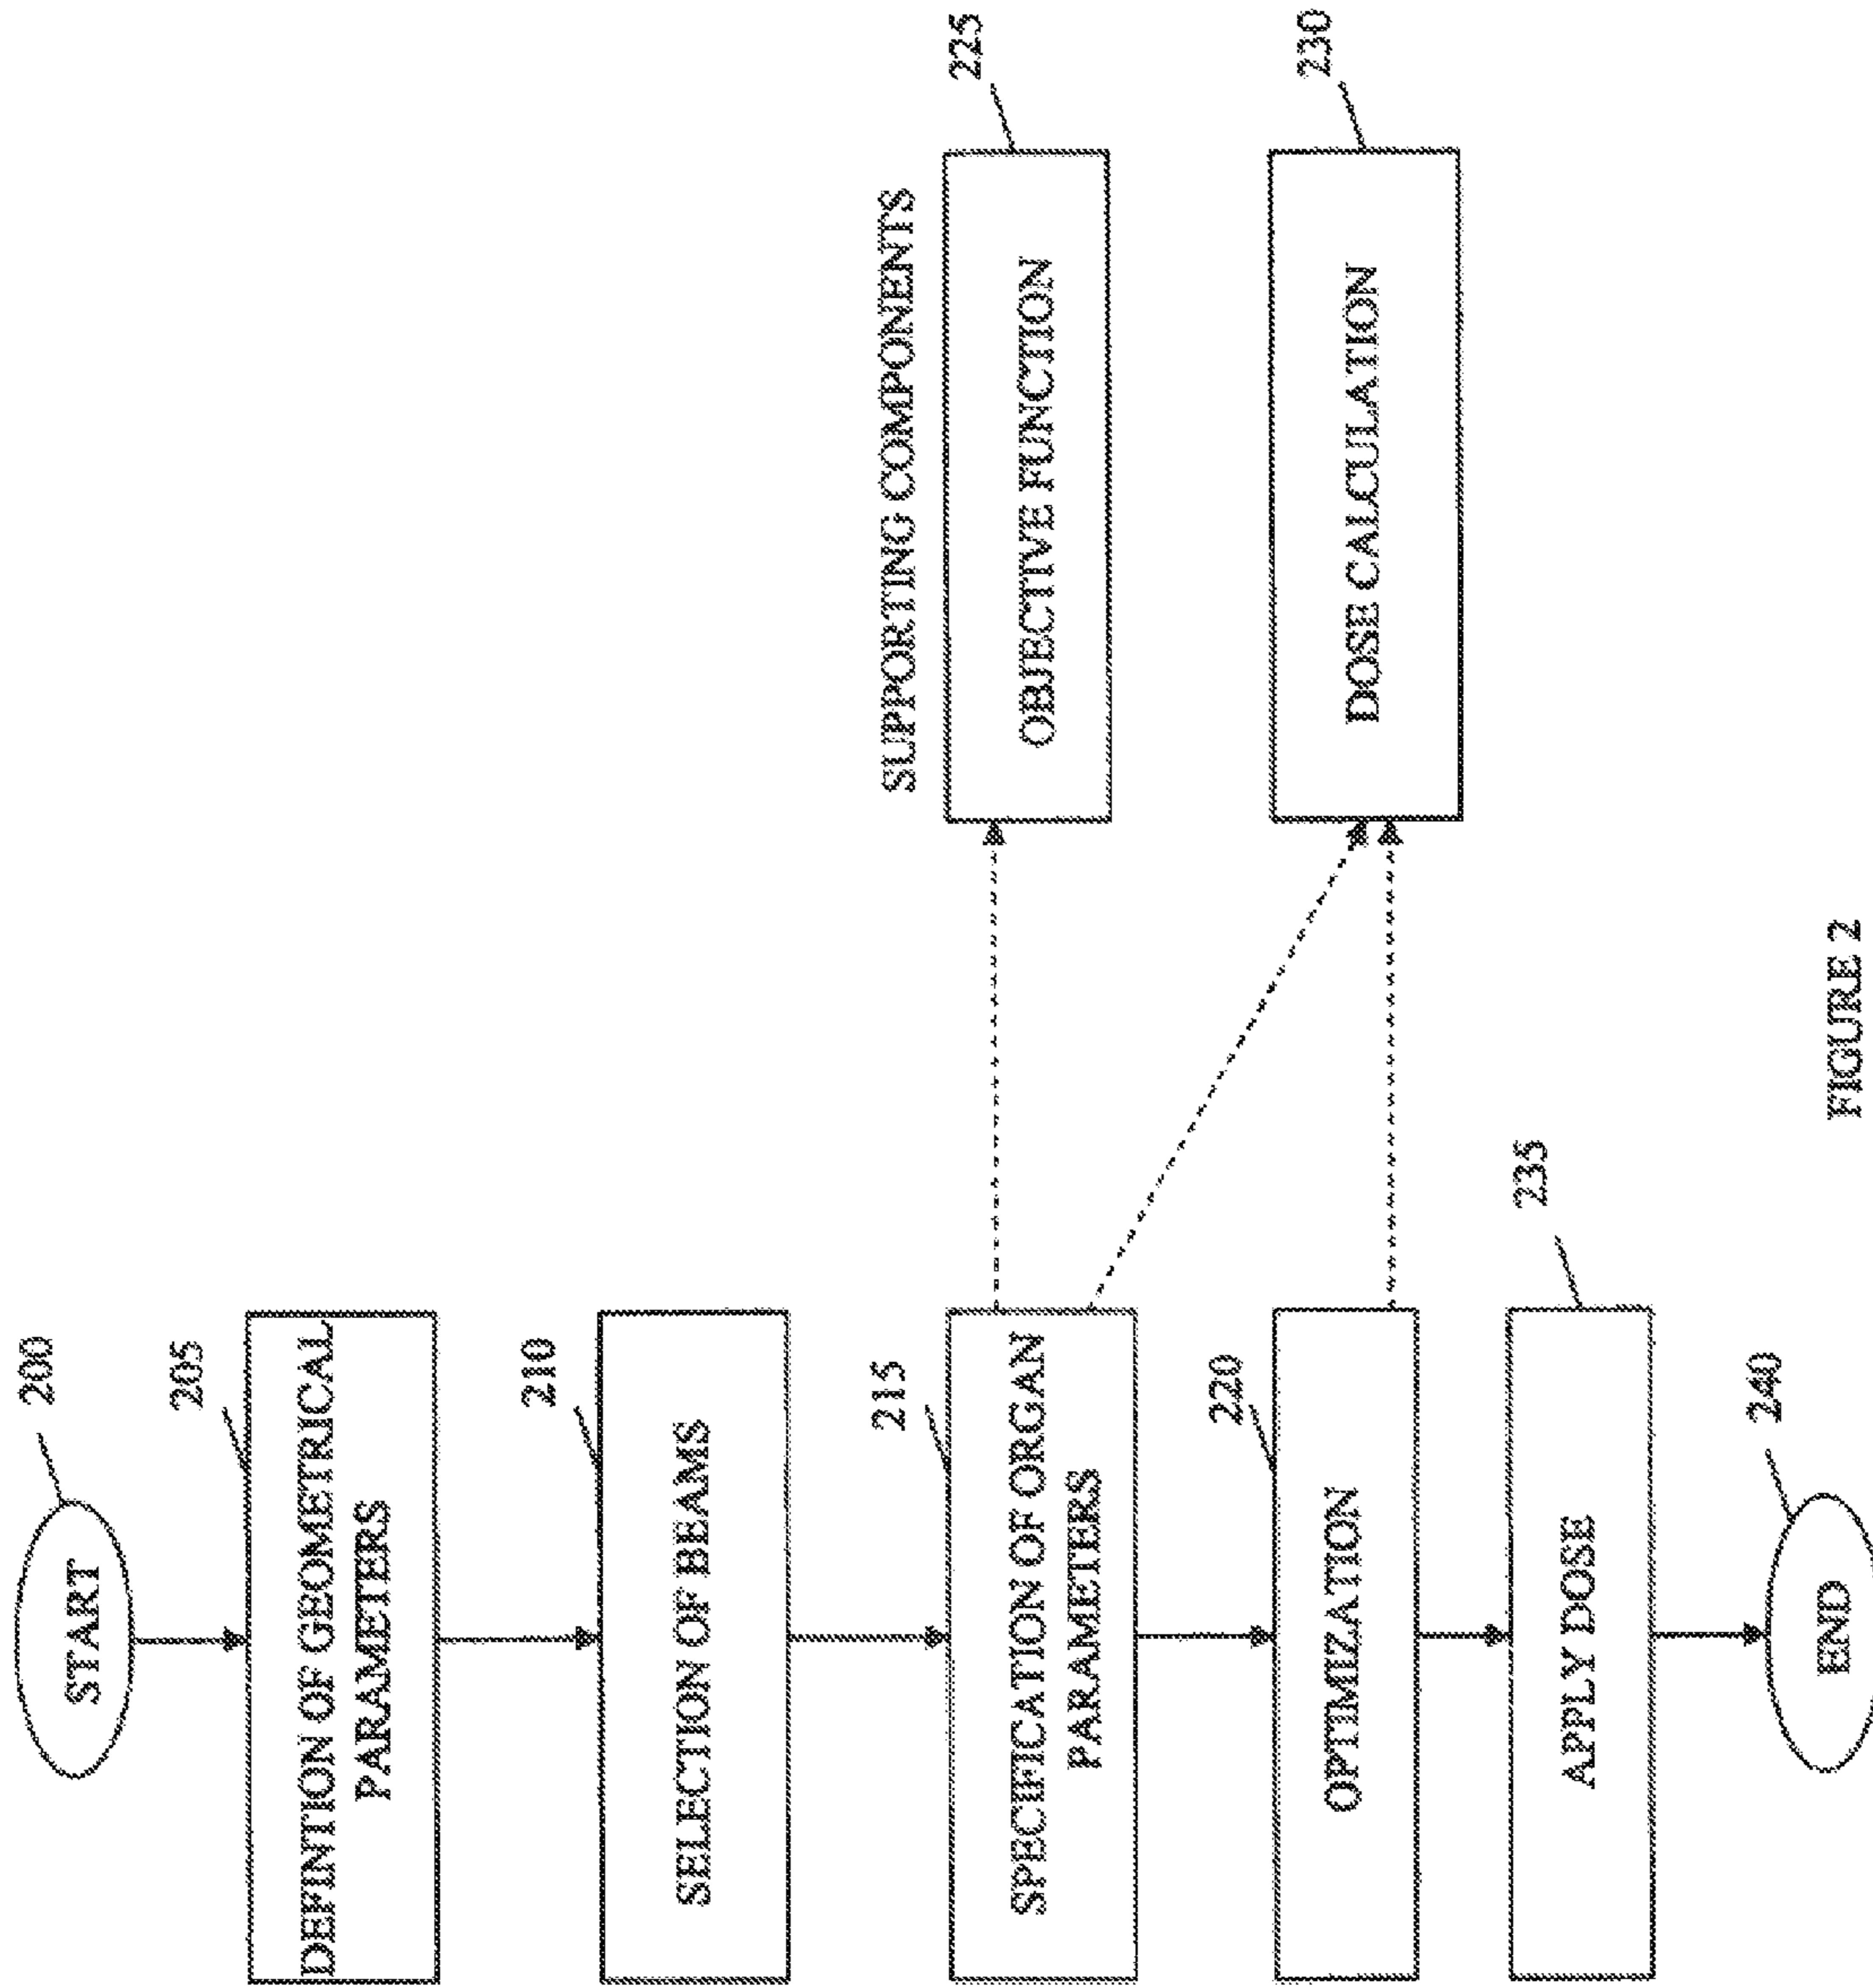 START
200
DEFINTION OF GEOMETRICAL
PARAMETERS
205
SELECTION OF BEAMS
210
SPECIFICATION OF ORGAN
PARAMETERS
215
OPTIMIZATION
220
APPLY DOSE
235
END
240
SUPPORTING COMPONENTS
OBJECTIVE FUNCTION
225
DOSE CALCULATION
230
FIGURE 2